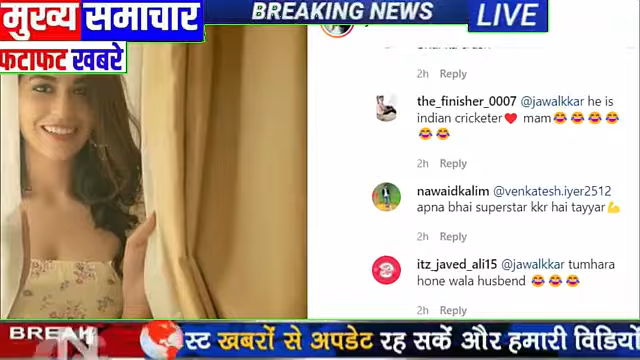 मुख्य समाचार
BREAKING NEWS
LIVE
फटाफट खबरे
2h Reply
the_finisher_0007 @jawalkkar he is
indian cricketer❤️ mam😂😂😂😂
😂😂
2h Reply
nawaidkalim @venkatesh.iyer2512
apna bhai superstar kkr hai tayyar💪
2h Reply
itz_javed_ali15 @jawalkkar tumhara
hone wala husbend 😂😂😂
2h Reply
BREAK
स्ट खबरों से अपडेट रह सकें और हमारी विडियो